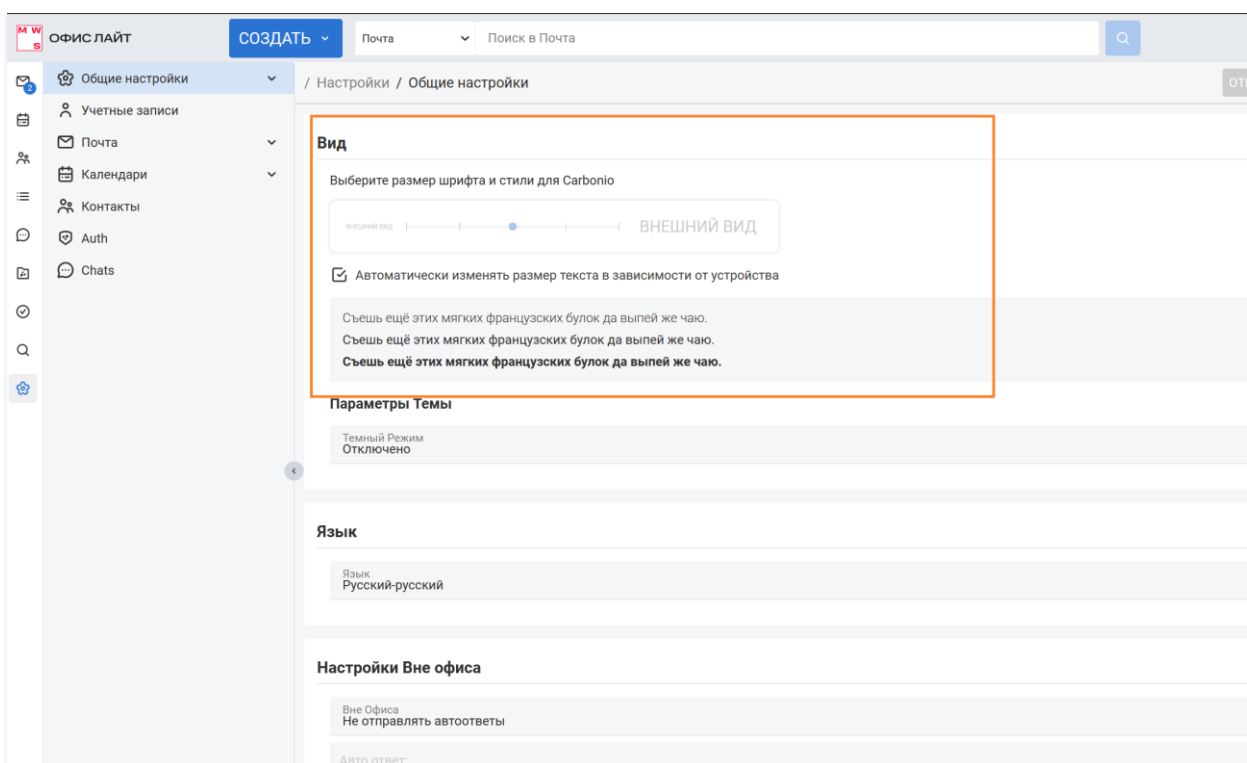 M W S
ОФИС ЛАЙТ
СОЗДАТЬ
Почта
Поиск в Почта
2
Общие настройки
Учетные записи
Почта
Календари
Контакты
Auth
Chats
/ Настройки / Общие настройки
Вид
Выберите размер шрифта и стили для Carbonio
ВНЕШНИЙ ВИД
ВНЕШНИЙ ВИД
Автоматически изменять размер текста в зависимости от устройства
Съешь ещё этих мягких французских булок да выпей же чаю.
Съешь ещё этих мягких французских булок да выпей же чаю.
Съешь ещё этих мягких французских булок да выпей же чаю.
Параметры Темы
Темный Режим
Отключено
Язык
Язык
Русский-русский
Настройки Вне офиса
Вне Офиса
Не отправлять автоответы
Авто ответ: